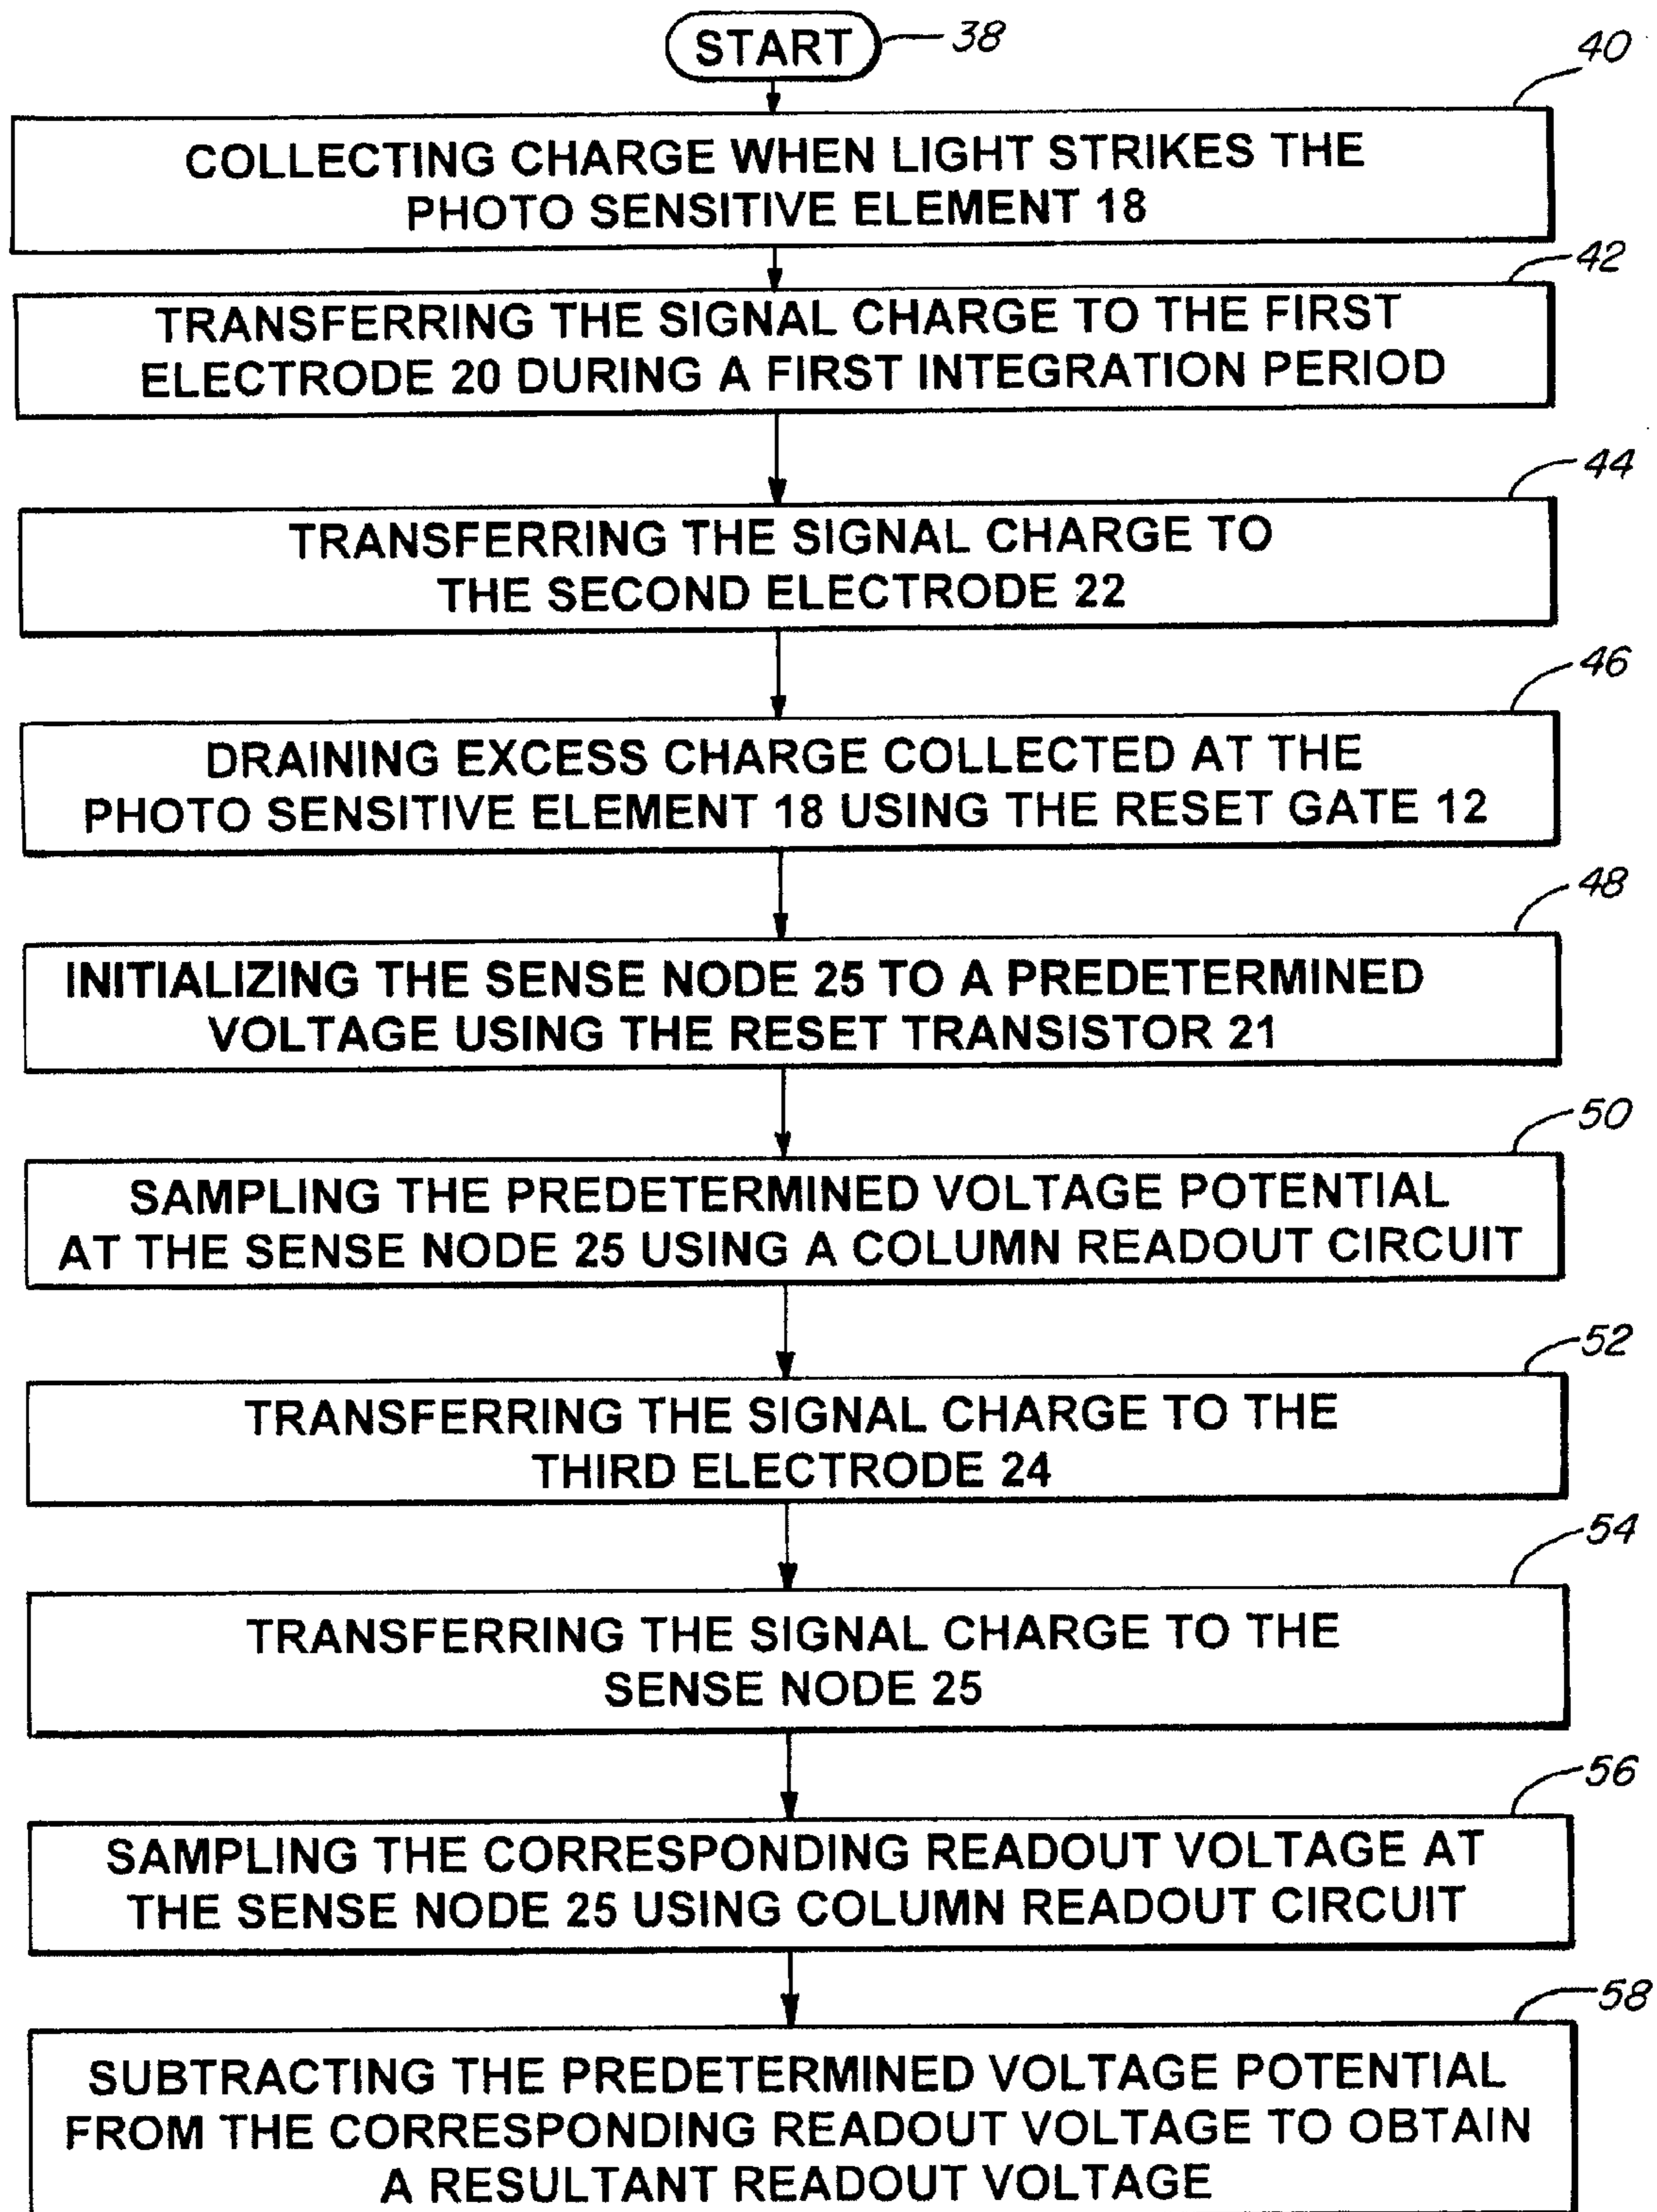 START 38
40
COLLECTING CHARGE WHEN LIGHT STRIKES THE
PHOTO SENSITIVE ELEMENT 18
42
TRANSFERRING THE SIGNAL CHARGE TO THE FIRST
ELECTRODE 20 DURING A FIRST INTEGRATION PERIOD
44
TRANSFERRING THE SIGNAL CHARGE TO
THE SECOND ELECTRODE 22
46
DRAINING EXCESS CHARGE COLLECTED AT THE
PHOTO SENSITIVE ELEMENT 18 USING THE RESET GATE 12
48
INITIALIZING THE SENSE NODE 25 TO A PREDETERMINED
VOLTAGE USING THE RESET TRANSISTOR 21
50
SAMPLING THE PREDETERMINED VOLTAGE POTENTIAL
AT THE SENSE NODE 25 USING A COLUMN READOUT CIRCUIT
52
TRANSFERRING THE SIGNAL CHARGE TO THE
THIRD ELECTRODE 24
54
TRANSFERRING THE SIGNAL CHARGE TO THE
SENSE NODE 25
56
SAMPLING THE CORRESPONDING READOUT VOLTAGE AT
THE SENSE NODE 25 USING COLUMN READOUT CIRCUIT
58
SUBTRACTING THE PREDETERMINED VOLTAGE POTENTIAL
FROM THE CORRESPONDING READOUT VOLTAGE TO OBTAIN
A RESULTANT READOUT VOLTAGE